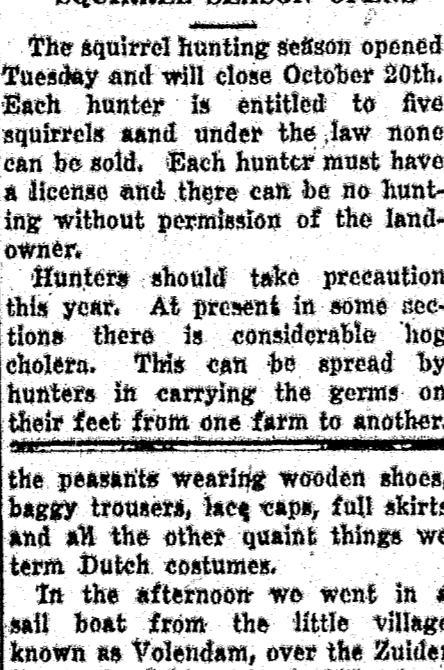 SQUIRREL SEASON OPENS
The squirrel hunting season opened
Tuesday and will close October 20th.
Each hunter is entitled to five
squirrels aand under the law none
can be sold. Each hunter must have
a license and there can be no hunt-
ing without permission of the land-
owner.
Hunters should take precaution
this year. At present in some sec-
tions there is considerable hog
cholera. This can be spread by
hunters in carrying the germs on
their feet from one farm to another.
the peasants wearing wooden shoes,
baggy trousers, lace caps, full skirts
and all the other quaint things we
term Dutch costumes.
In the afternoon we went in a
sail boat from the little village
known as Volendam, over the Zuider